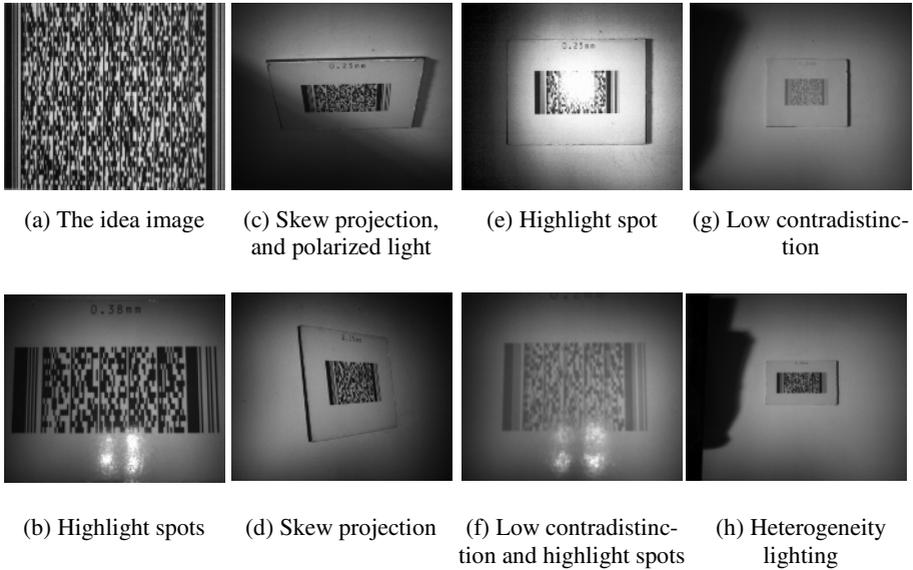 0.25mm
0.25mm
(a) The idea image
(c) Skew projection,
and polarized light
(e) Highlight spot
(g) Low contradistinc-
tion
0.38mm
(b) Highlight spots
(d) Skew projection
(f) Low contradistinc-
tion and highlight spots
(h) Heterogeneity
lighting